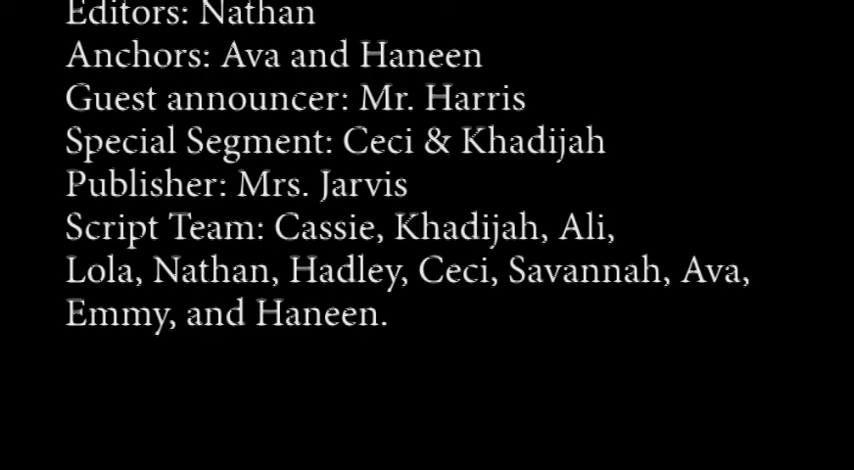 Editors: Nathan
Anchors: Ava and Haneen
Guest announcer: Mr. Harris
Special Segment: Ceci & Khadijah
Publisher: Mrs. Jarvis
Script Team: Cassie, Khadijah, Ali,
Lola, Nathan, Hadley, Ceci, Savannah, Ava,
Emmy, and Haneen.